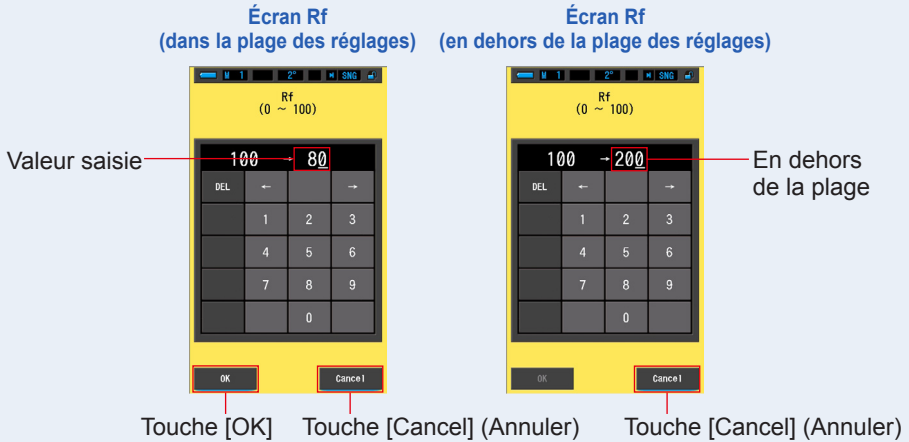 Écran Rf
(dans la plage des réglages)
Écran Rf
(en dehors de la plage des réglages)
M 1 2° SNG
Rf
(0 ~ 100)
Valeur saisie
100 → 80
DEL ← →
1 2 3
4 5 6
7 8 9
0
OK Cancel
Touche [OK] Touche [Cancel] (Annuler)
M 1 2° SNG
Rf
(0 ~ 100)
100 → 200
En dehors
de la plage
DEL ← →
1 2 3
4 5 6
7 8 9
0
OK Cancel
Touche [Cancel] (Annuler)